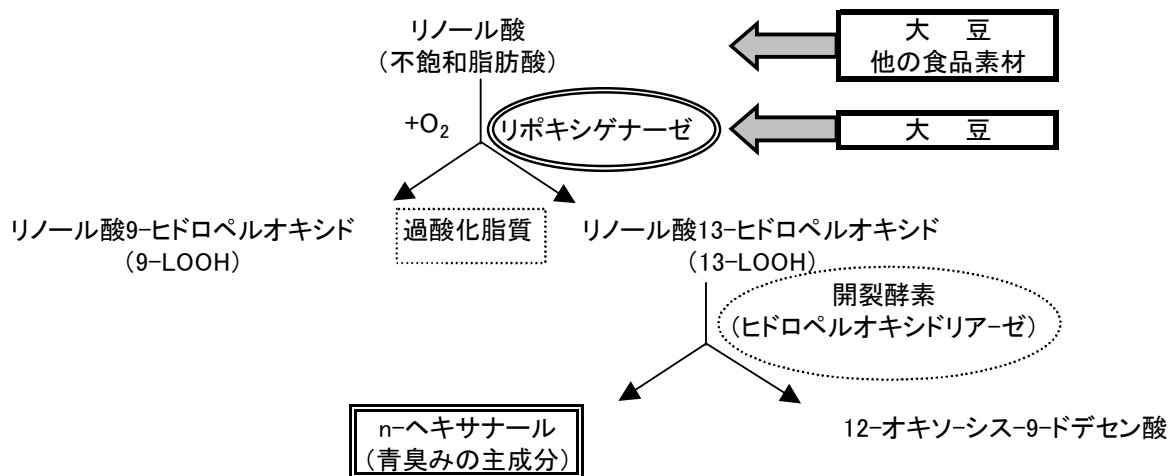 リノール酸
(不飽和脂肪酸)
大 豆
他の食品素材
+O₂
リポキシゲナーゼ
大 豆
リノール酸9-ヒドロペルオキシド
(9-LOOH)
過酸化脂質
リノール酸13-ヒドロペルオキシド
(13-LOOH)
開裂酵素
(ヒドロペルオキシドリア-ゼ)
n-ヘキサナール
(青臭みの主成分)
12-オキソ-シス-9-ドデセン酸